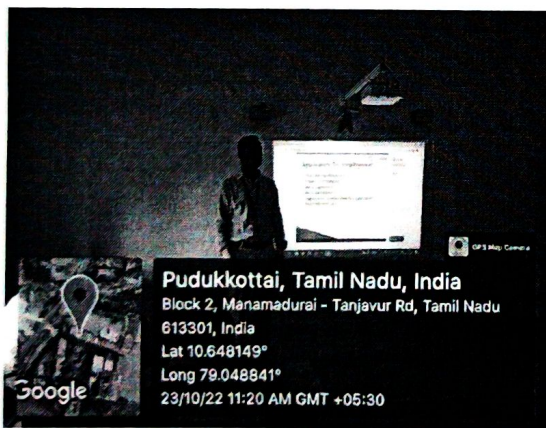 GPS Map Camera
Pudukkottai, Tamil Nadu, India
Block 2, Manamadurai - Tanjavur Rd, Tamil Nadu
613301, India
Lat 10.648149°
Long 79.048841°
23/10/22 11:20 AM GMT +05:30
Google